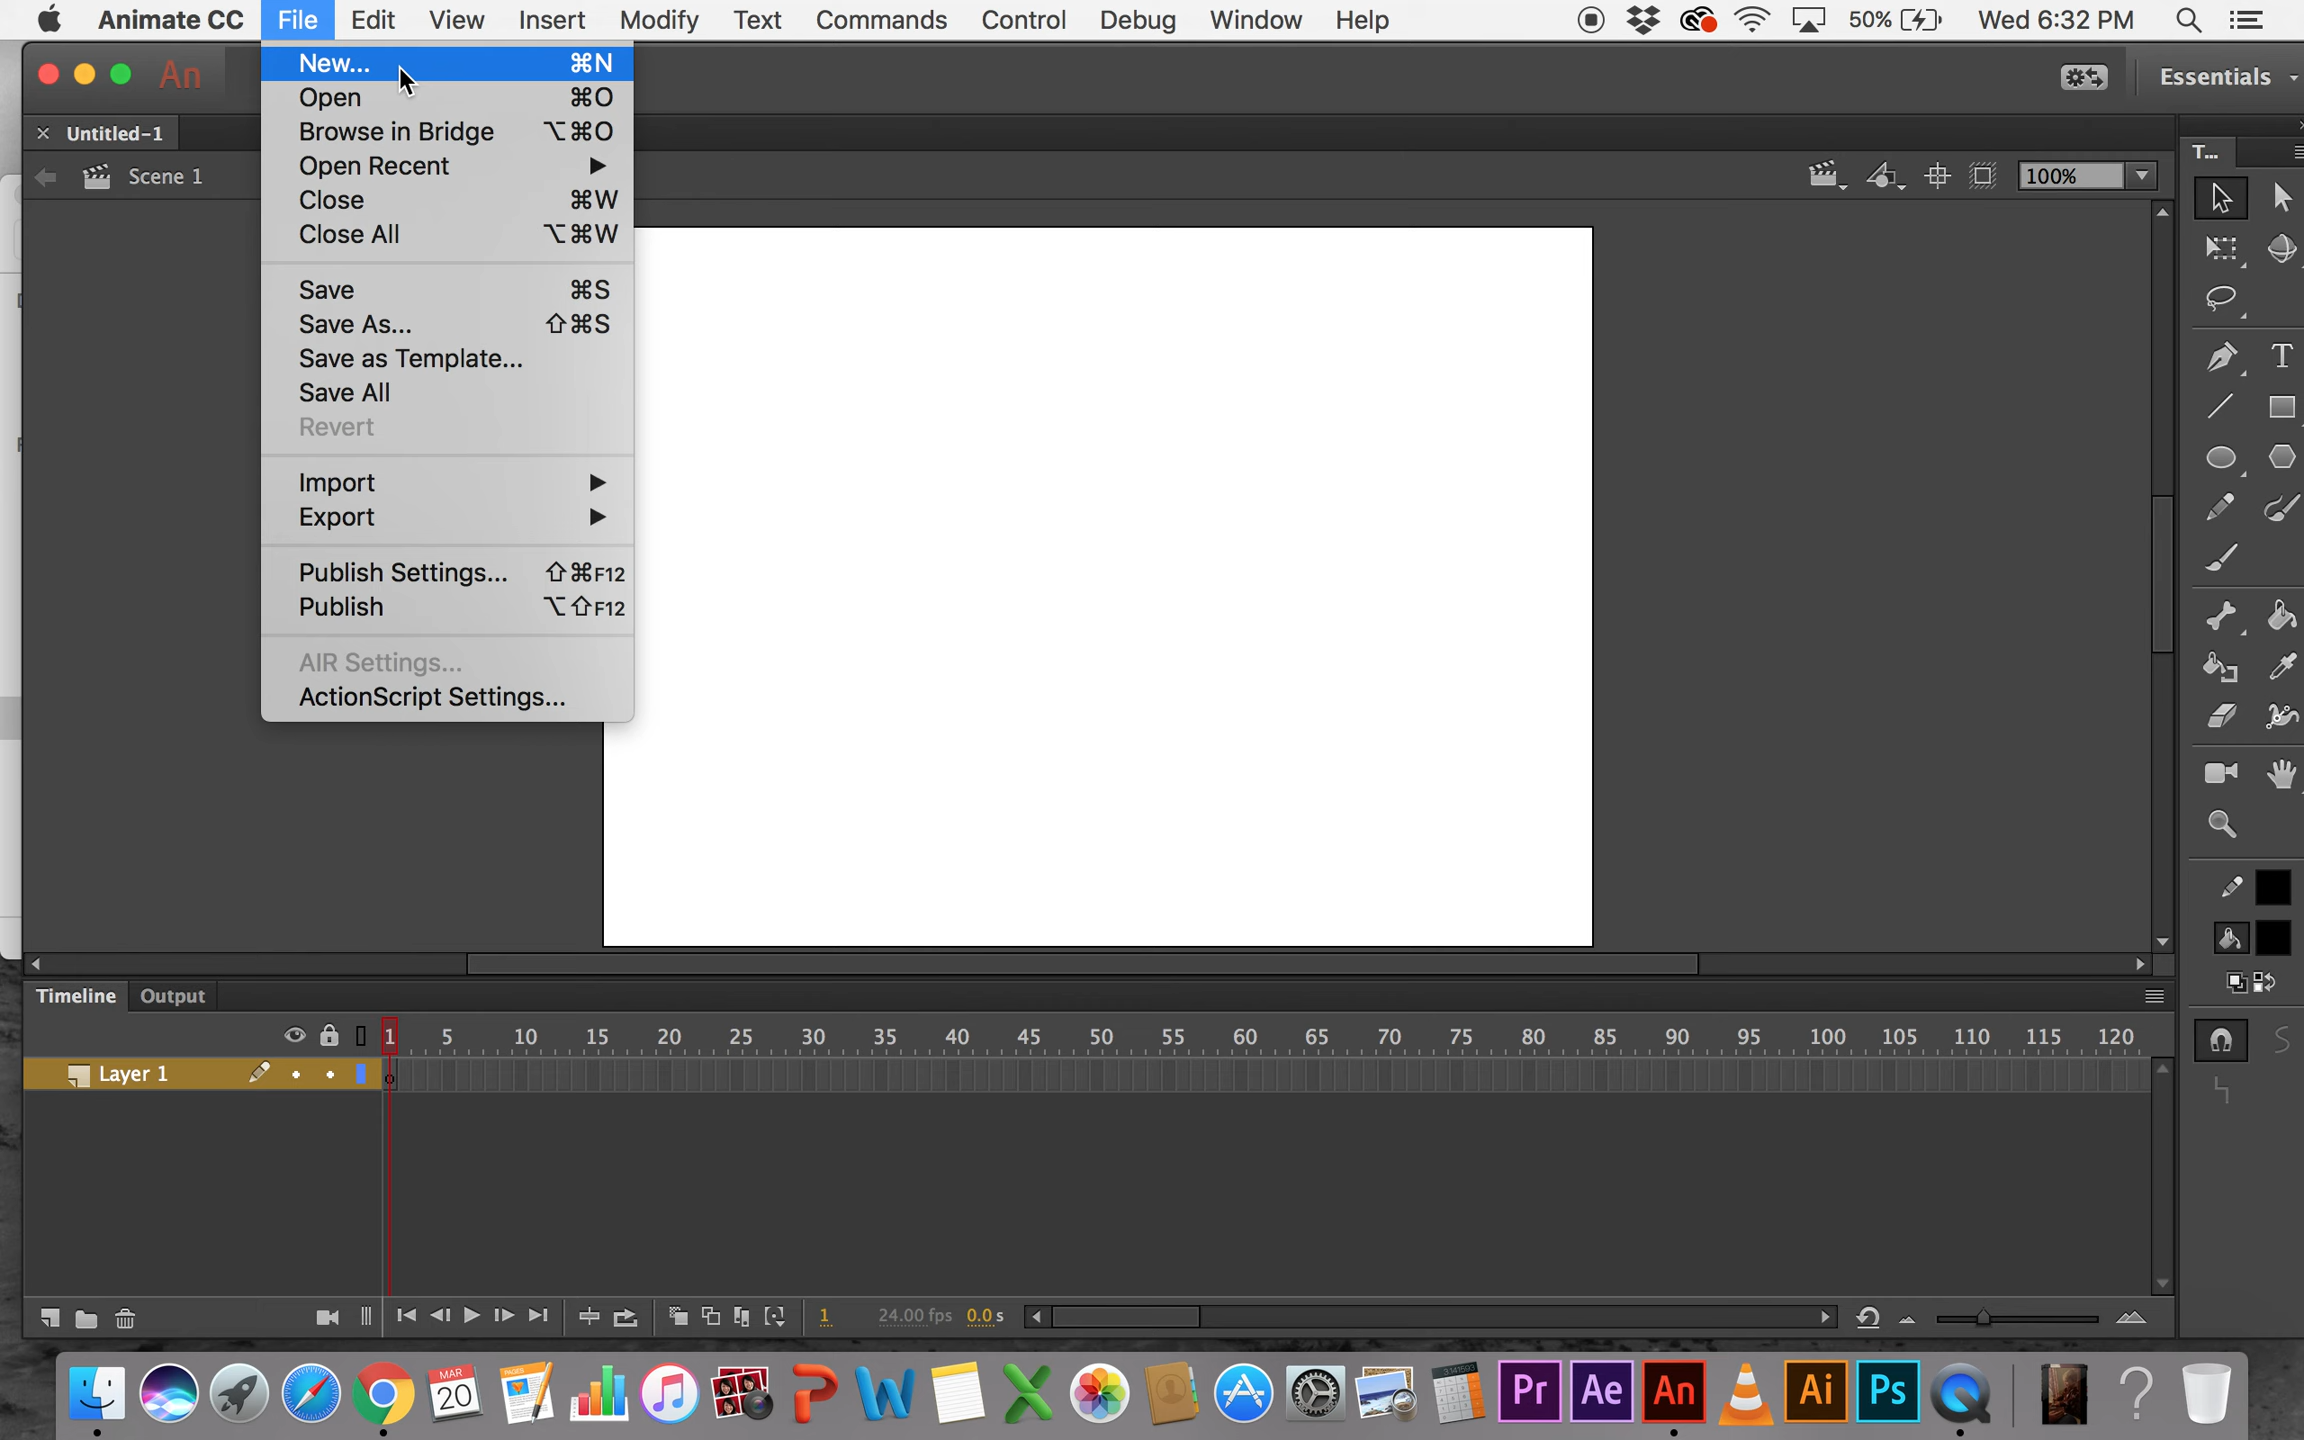 Animate CC File Edit View Insert Modify Text Commands Control Debug Window Help 50% Wed 6:32 PM
An Essentials
New... ⌘N
Open ⌘O
Browse in Bridge ⌥⌘O
Open Recent ▶
Close ⌘W
Close All ⌥⌘W
Save ⌘S
Save As... ⇧⌘S
Save as Template...
Save All
Revert
Import ▶
Export ▶
Publish Settings... ⇧⌘F12
Publish ⌥⇧F12
AIR Settings...
ActionScript Settings...
× Untitled-1
Scene 1
100%
T...
T
Timeline Output
1 5 10 15 20 25 30 35 40 45 50 55 60 65 70 75 80 85 90 95 100 105 110 115 120
Layer 1
1 24.00 fps 0.0 s
MAR
20
PAGES
P W X
3.141593
Pr Ae An Ai Ps
?